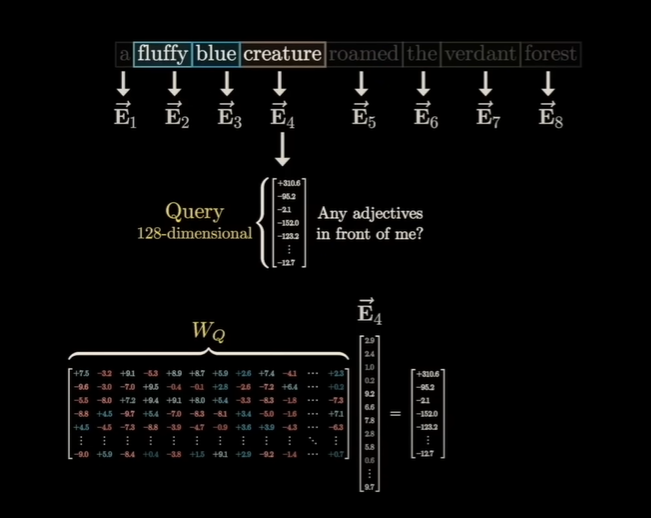 a fluffy blue creature roamed the verdant forest
E₁ E₂ E₃ E₄ E₅ E₆ E₇ E₈
Query
128-dimensional
+310.6
−95.2
−2.1
−152.0
−123.2
⋮
−12.7
Any adjectives
in front of me?
W_Q
E₄
+7.5 −3.2 +9.1 −5.3 +8.9 +8.7 +5.9 +2.6 +7.4 −4.1 ⋯ +2.3
−9.6 −3.0 −7.0 +9.5 −0.4 −0.1 +2.8 −2.6 −7.2 +6.4 ⋯ +0.2
−5.5 −8.0 +7.2 +9.4 +9.1 +8.0 +5.4 −3.3 −8.3 −1.8 ⋯ −7.3
−8.8 +4.5 −9.7 +5.4 −7.0 −8.3 −8.1 +3.4 −5.0 −1.6 ⋯ +7.1
+4.5 −4.5 −7.3 −8.8 −3.9 −4.7 −0.9 +3.6 +3.9 −4.3 ⋯ −6.3
⋮ ⋮ ⋮ ⋮ ⋮ ⋮ ⋮ ⋮ ⋮ ⋮ ⋱ ⋮
−9.0 +5.9 −8.4 +0.4 −3.8 +1.5 +9.1 +2.9 −9.2 −1.4 ⋯ +0.7
2.9
2.4
1.0
0.2
9.2
6.6
7.8
2.8
5.8
0.6
⋮
9.7
=
+310.6
−95.2
−2.1
−152.0
−123.2
⋮
−12.7